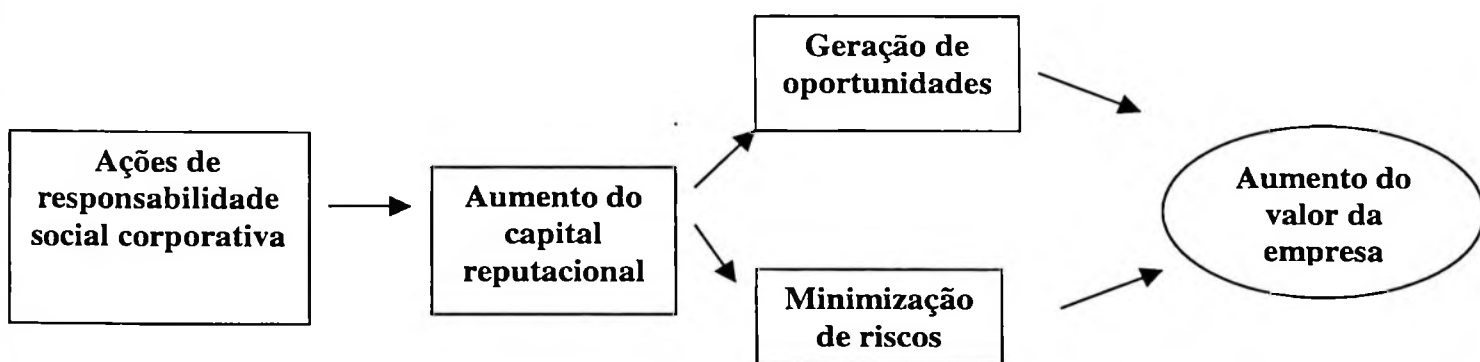 Ações de
responsabilidade
social corporativa
Aumento do
capital
reputacional
Geração de
oportunidades
Minimização
de riscos
Aumento do
valor da
empresa